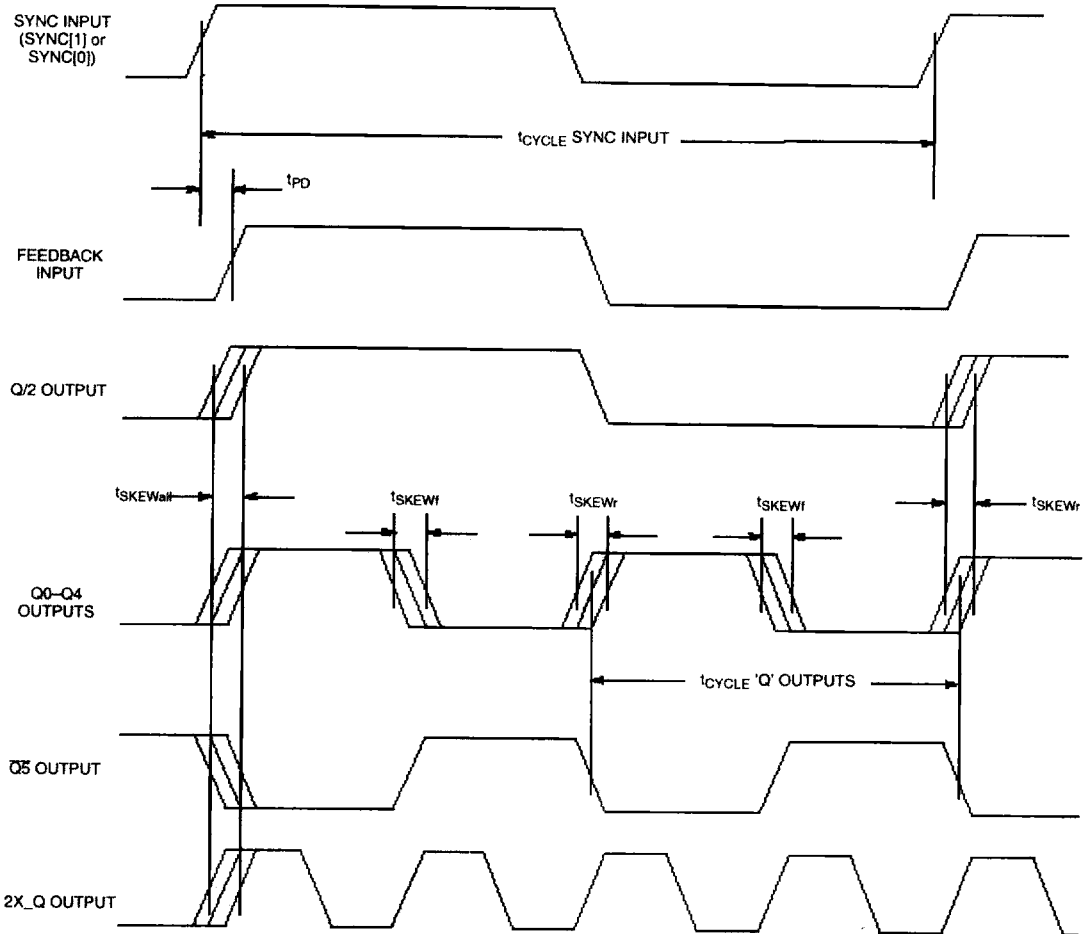 SYNC INPUT
(SYNC[1] or
SYNC[0])
tCYCLE SYNC INPUT
tPD
FEEDBACK
INPUT
Q/2 OUTPUT
tSKEWall
tSKEWf
tSKEWr
tSKEWf
tSKEWr
Q0–Q4
OUTPUTS
tCYCLE 'Q' OUTPUTS
Q5 OUTPUT
2X_Q OUTPUT